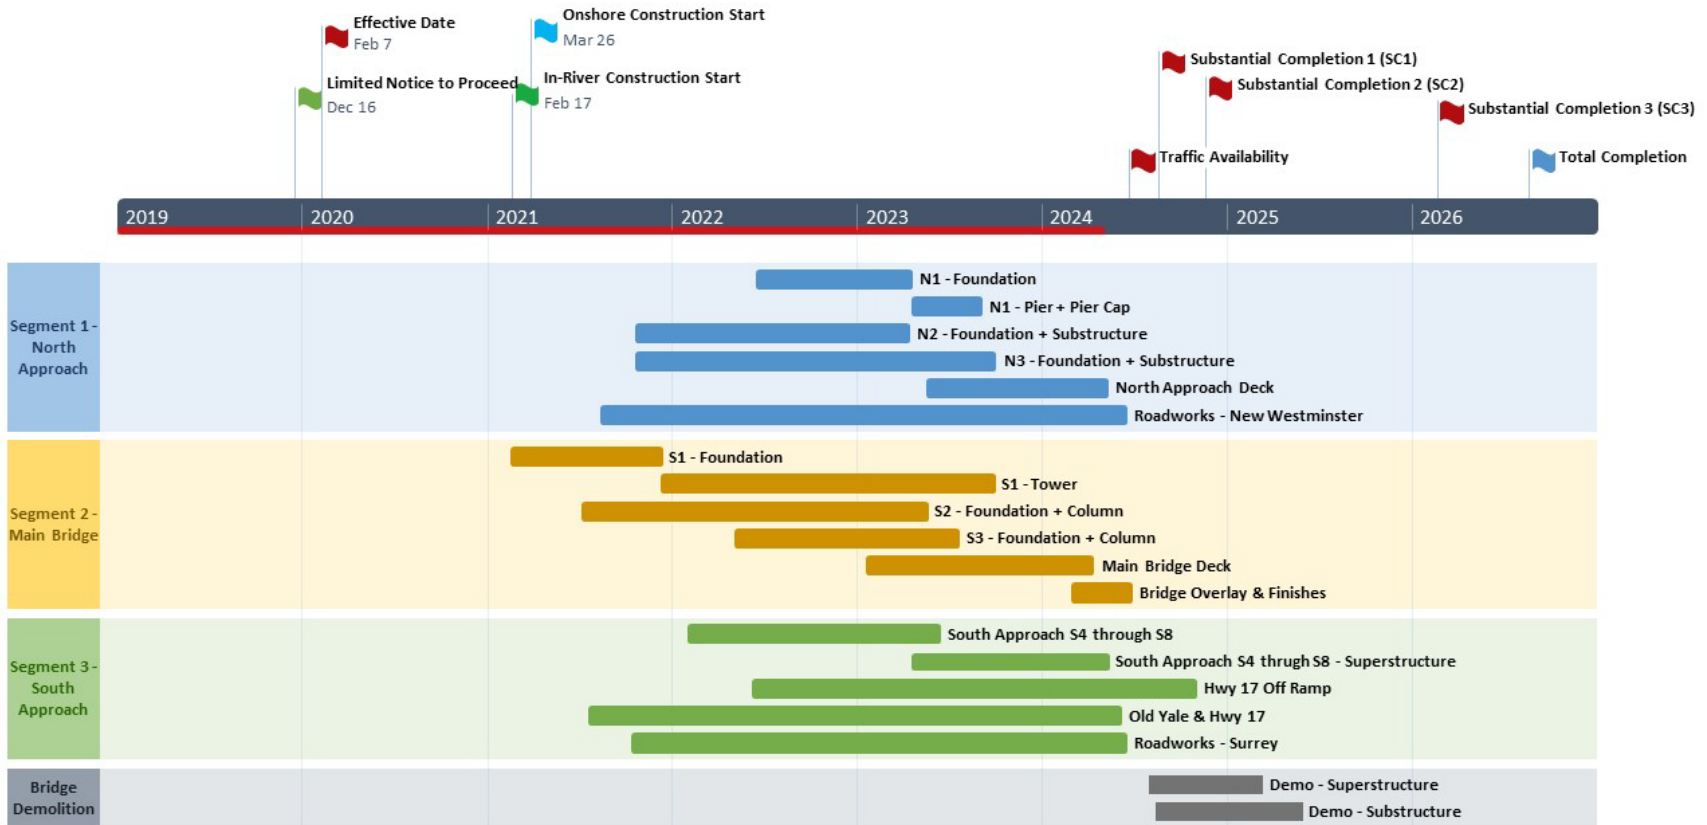 Effective Date
Feb 7
Onshore Construction Start
Mar 26
Limited Notice to Proceed
Dec 16
In-River Construction Start
Feb 17
Substantial Completion 1 (SC1)
Substantial Completion 2 (SC2)
Substantial Completion 3 (SC3)
Traffic Availability
Total Completion
2019 2020 2021 2022 2023 2024 2025 2026
Segment 1 -
North
Approach
N1 - Foundation
N1 - Pier + Pier Cap
N2 - Foundation + Substructure
N3 - Foundation + Substructure
North Approach Deck
Roadworks - New Westminster
Segment 2 -
Main Bridge
S1 - Foundation
S1 - Tower
S2 - Foundation + Column
S3 - Foundation + Column
Main Bridge Deck
Bridge Overlay & Finishes
Segment 3 -
South
Approach
South Approach S4 through S8
South Approach S4 thrugh S8 - Superstructure
Hwy 17 Off Ramp
Old Yale & Hwy 17
Roadworks - Surrey
Bridge
Demolition
Demo - Superstructure
Demo - Substructure